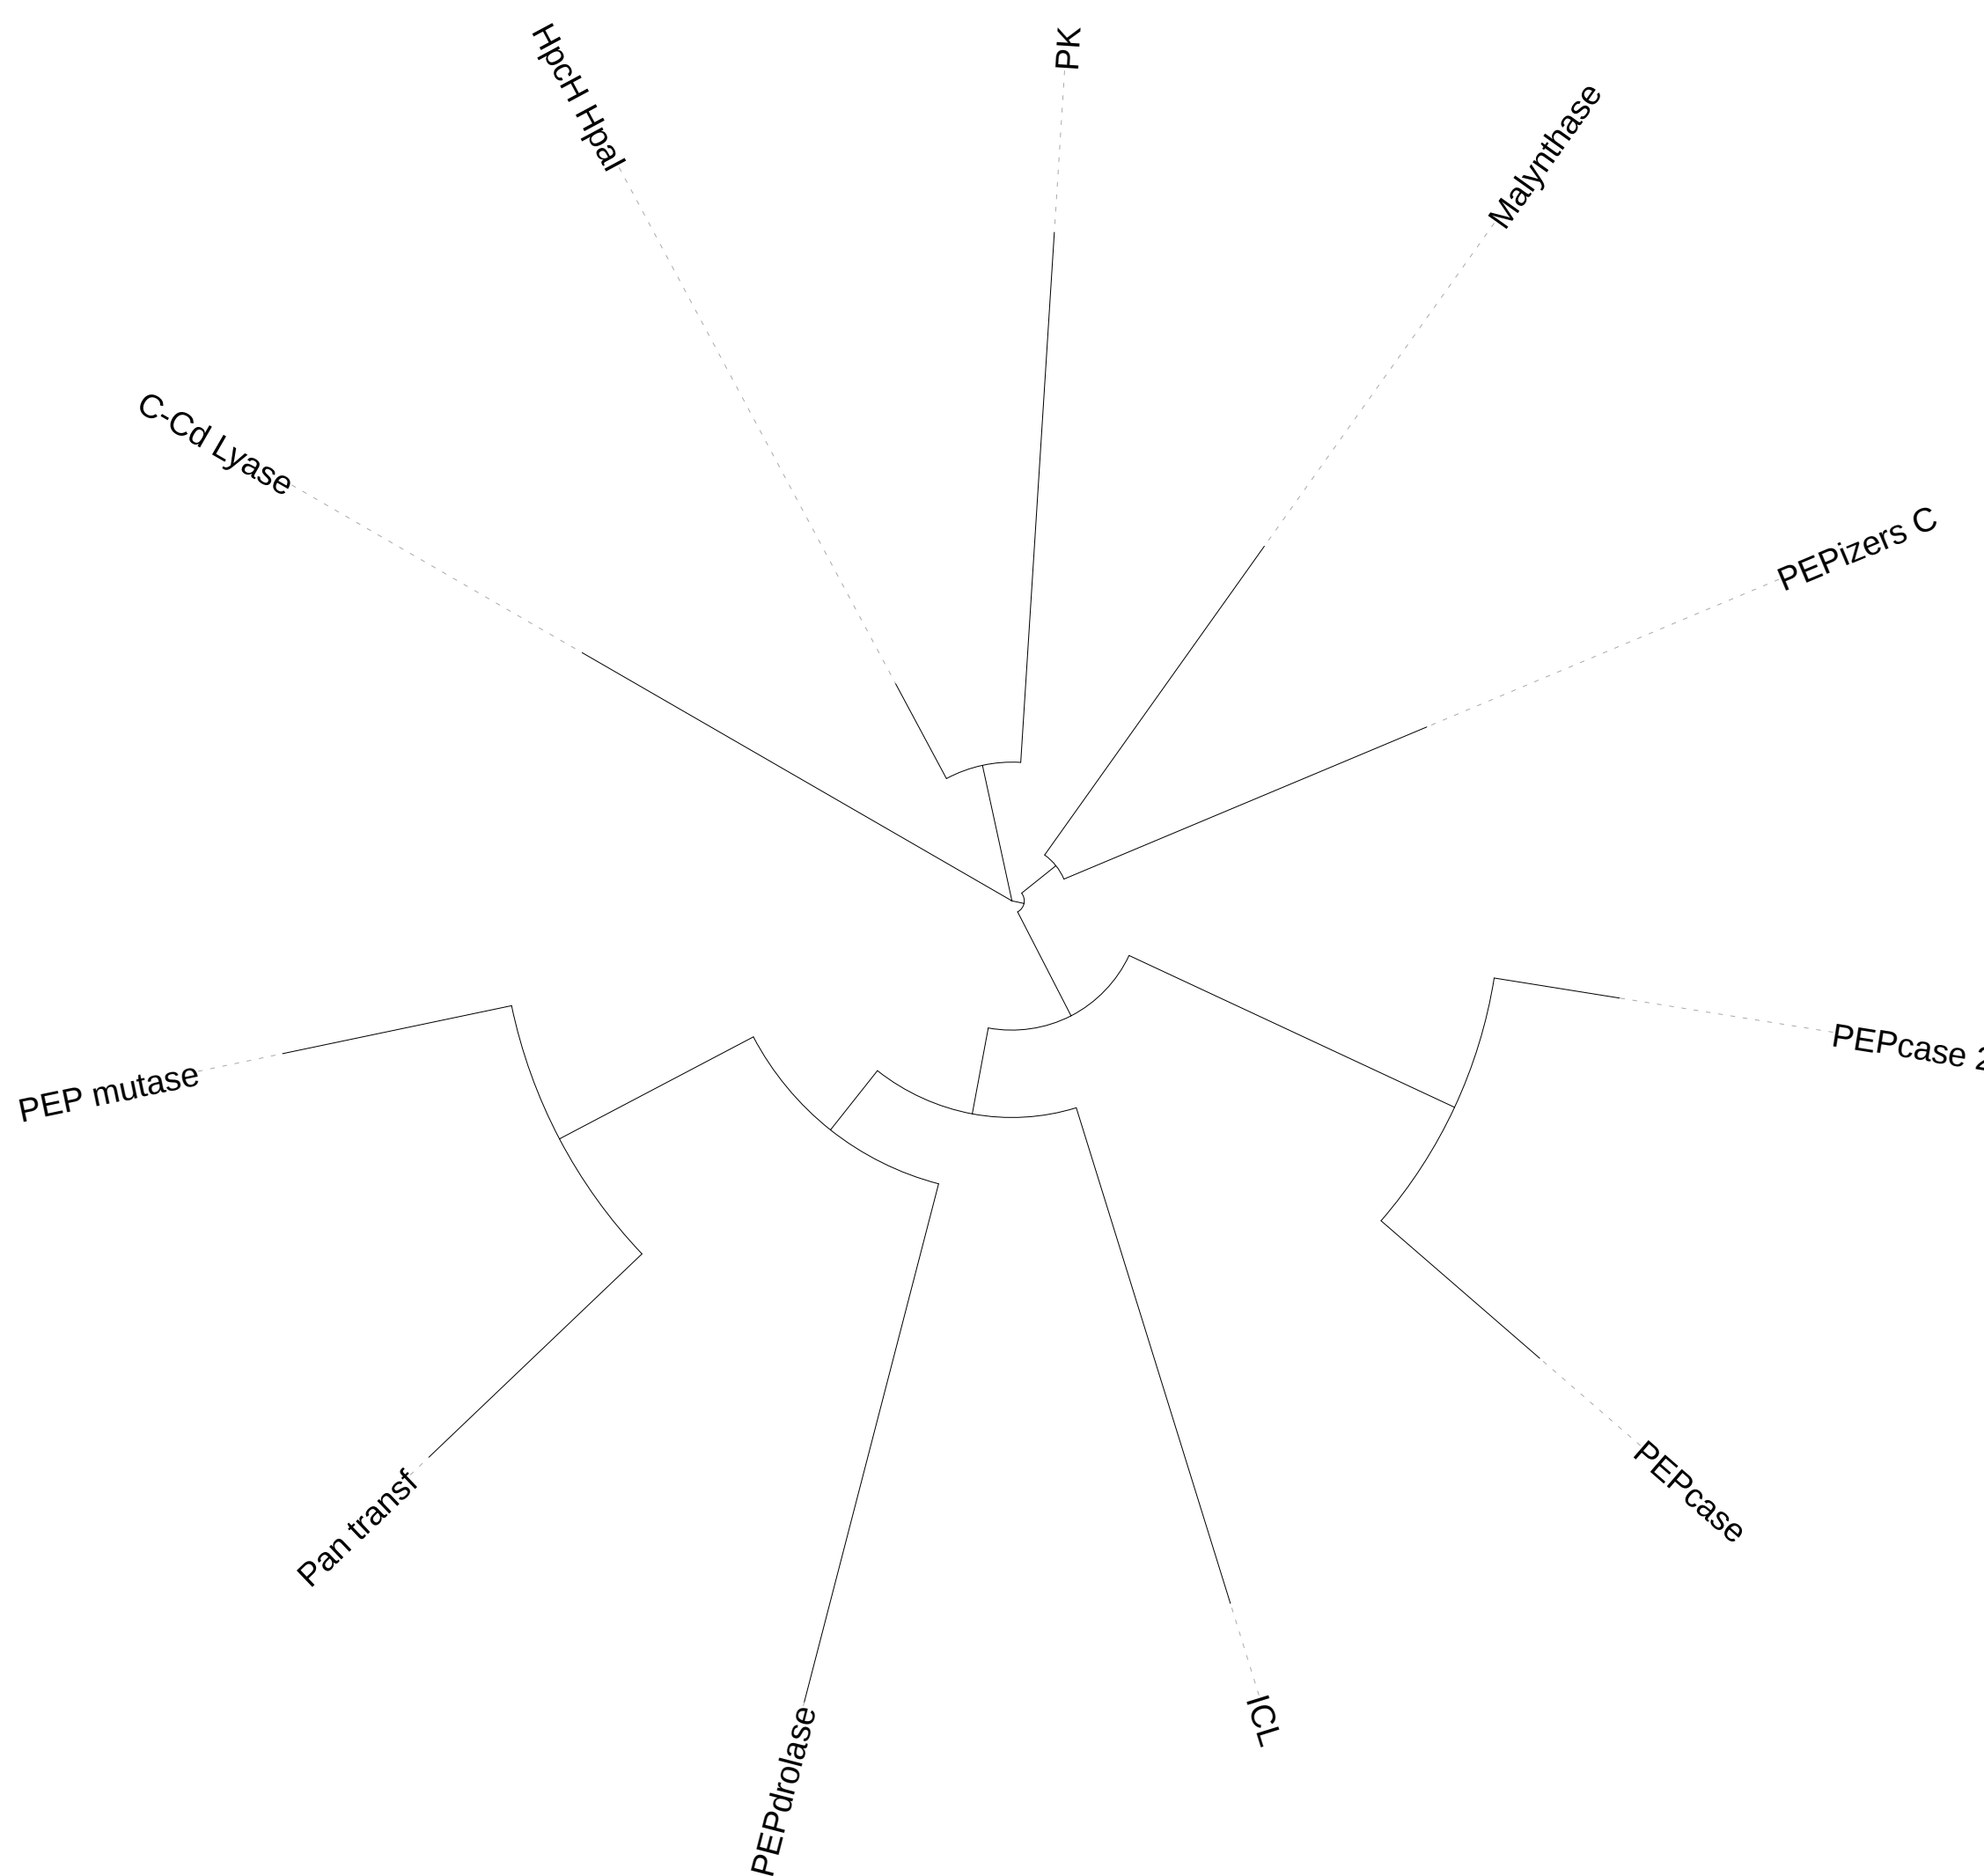 HpcH HpaI
PK
Malynthase
C-Cd Lyase
PEPizers C
PEPcase 2
PEP mutase
PEPcase
Pan transf
ICL
PEPdrolase